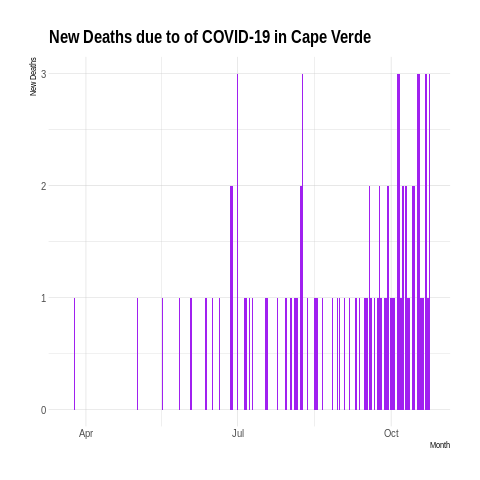 New Deaths due to of COVID-19 in Cape Verde
New Deaths
3
2
1
0
Apr
Jul
Oct
Month